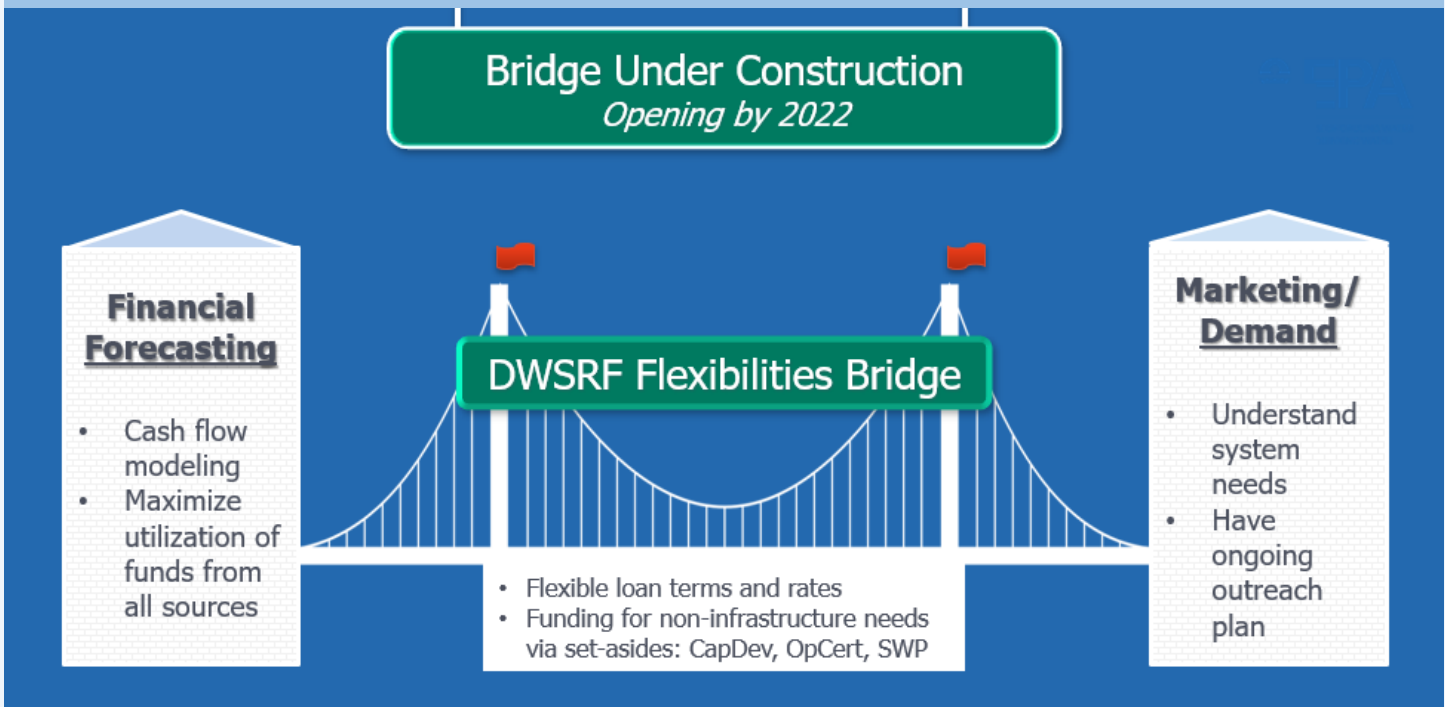 Bridge Under Construction
Opening by 2022
Financial
Forecasting
• Cash flow
modeling
• Maximize
utilization of
funds from
all sources
DWSRF Flexibilities Bridge
• Flexible loan terms and rates
• Funding for non-infrastructure needs
via set-asides: CapDev, OpCert, SWP
Marketing/
Demand
• Understand
system
needs
• Have
ongoing
outreach
plan